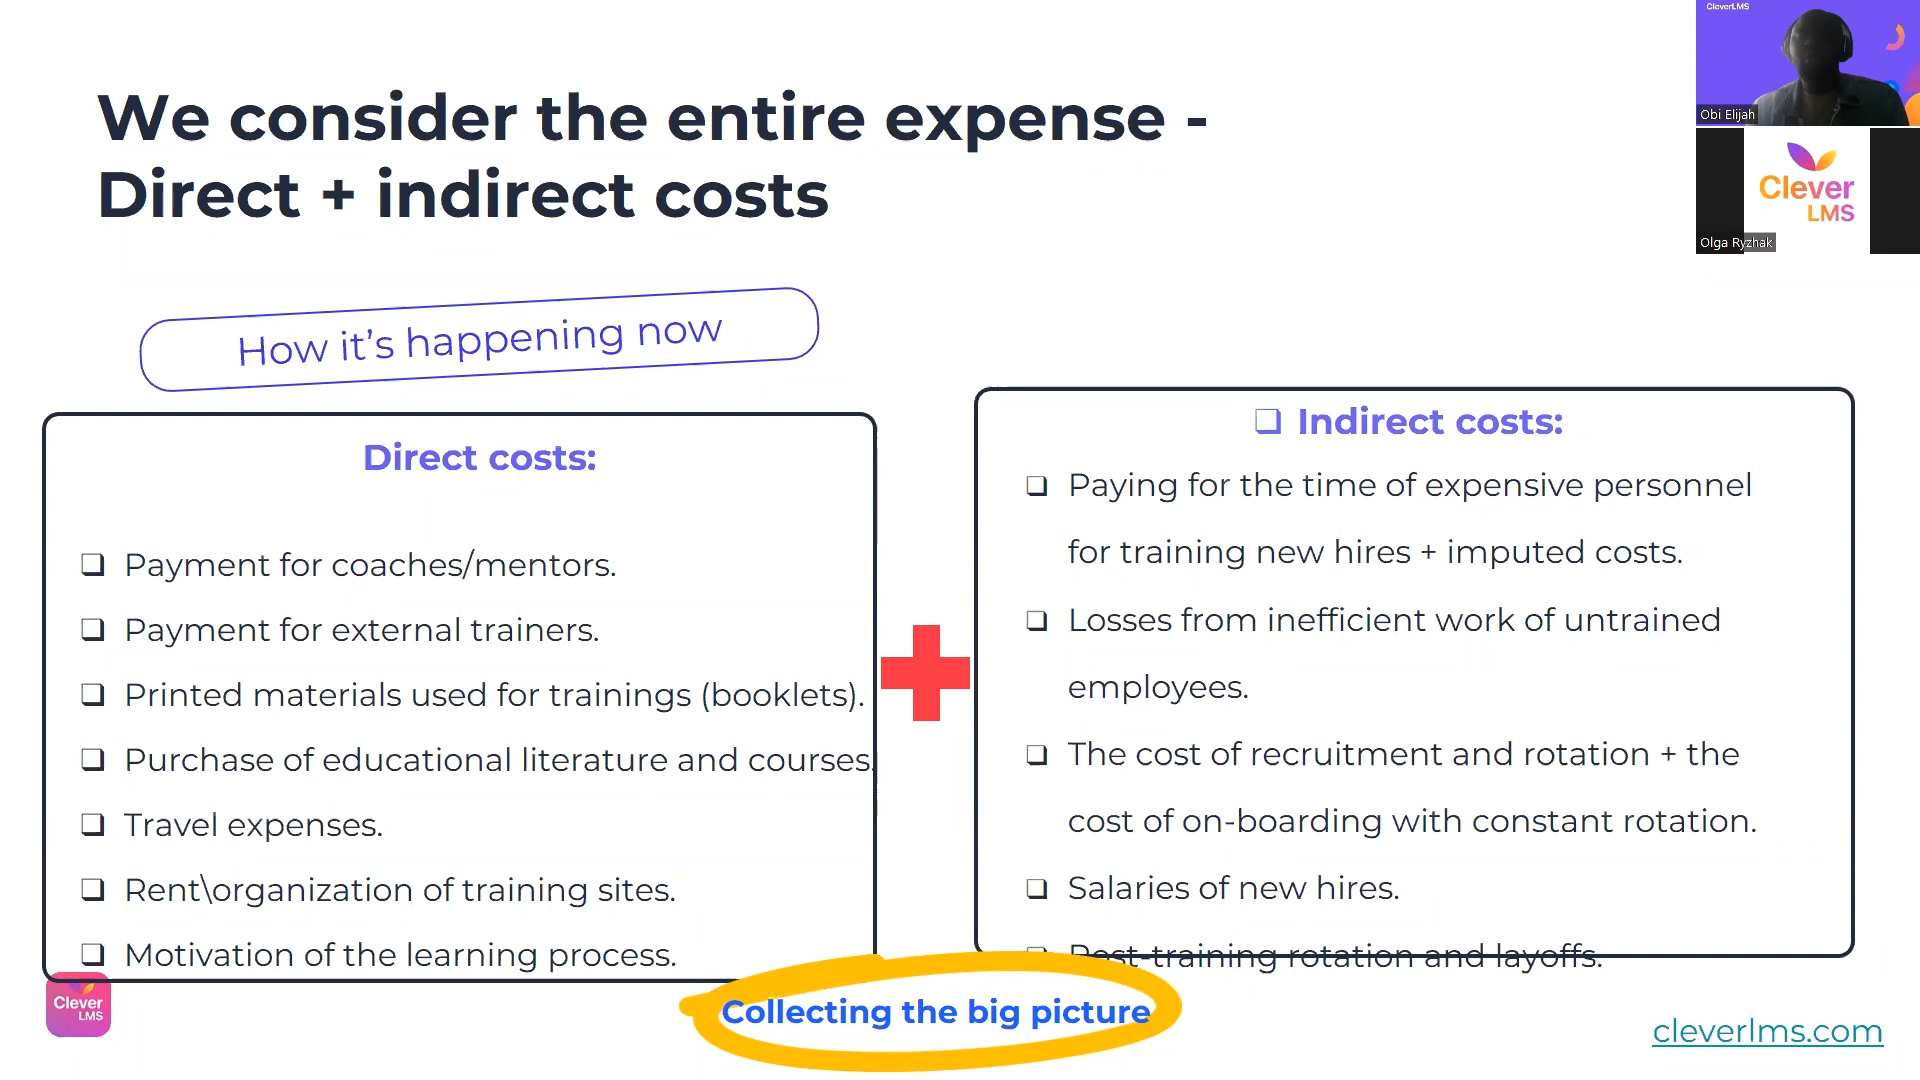 CleverLMS
Obi Elijah
Clever
LMS
Olga Ryzhak
We consider the entire expense -
Direct + indirect costs
How it’s happening now
Direct costs:
❑ Payment for coaches/mentors.
❑ Payment for external trainers.
❑ Printed materials used for trainings (booklets).
❑ Purchase of educational literature and courses.
❑ Travel expenses.
❑ Rent\organization of training sites.
❑ Motivation of the learning process.
❑ Indirect costs:
❑ Paying for the time of expensive personnel
for training new hires + imputed costs.
❑ Losses from inefficient work of untrained
employees.
❑ The cost of recruitment and rotation + the
cost of on-boarding with constant rotation.
❑ Salaries of new hires.
❑ Post-training rotation and layoffs.
Collecting the big picture
Clever
LMS
cleverlms.com